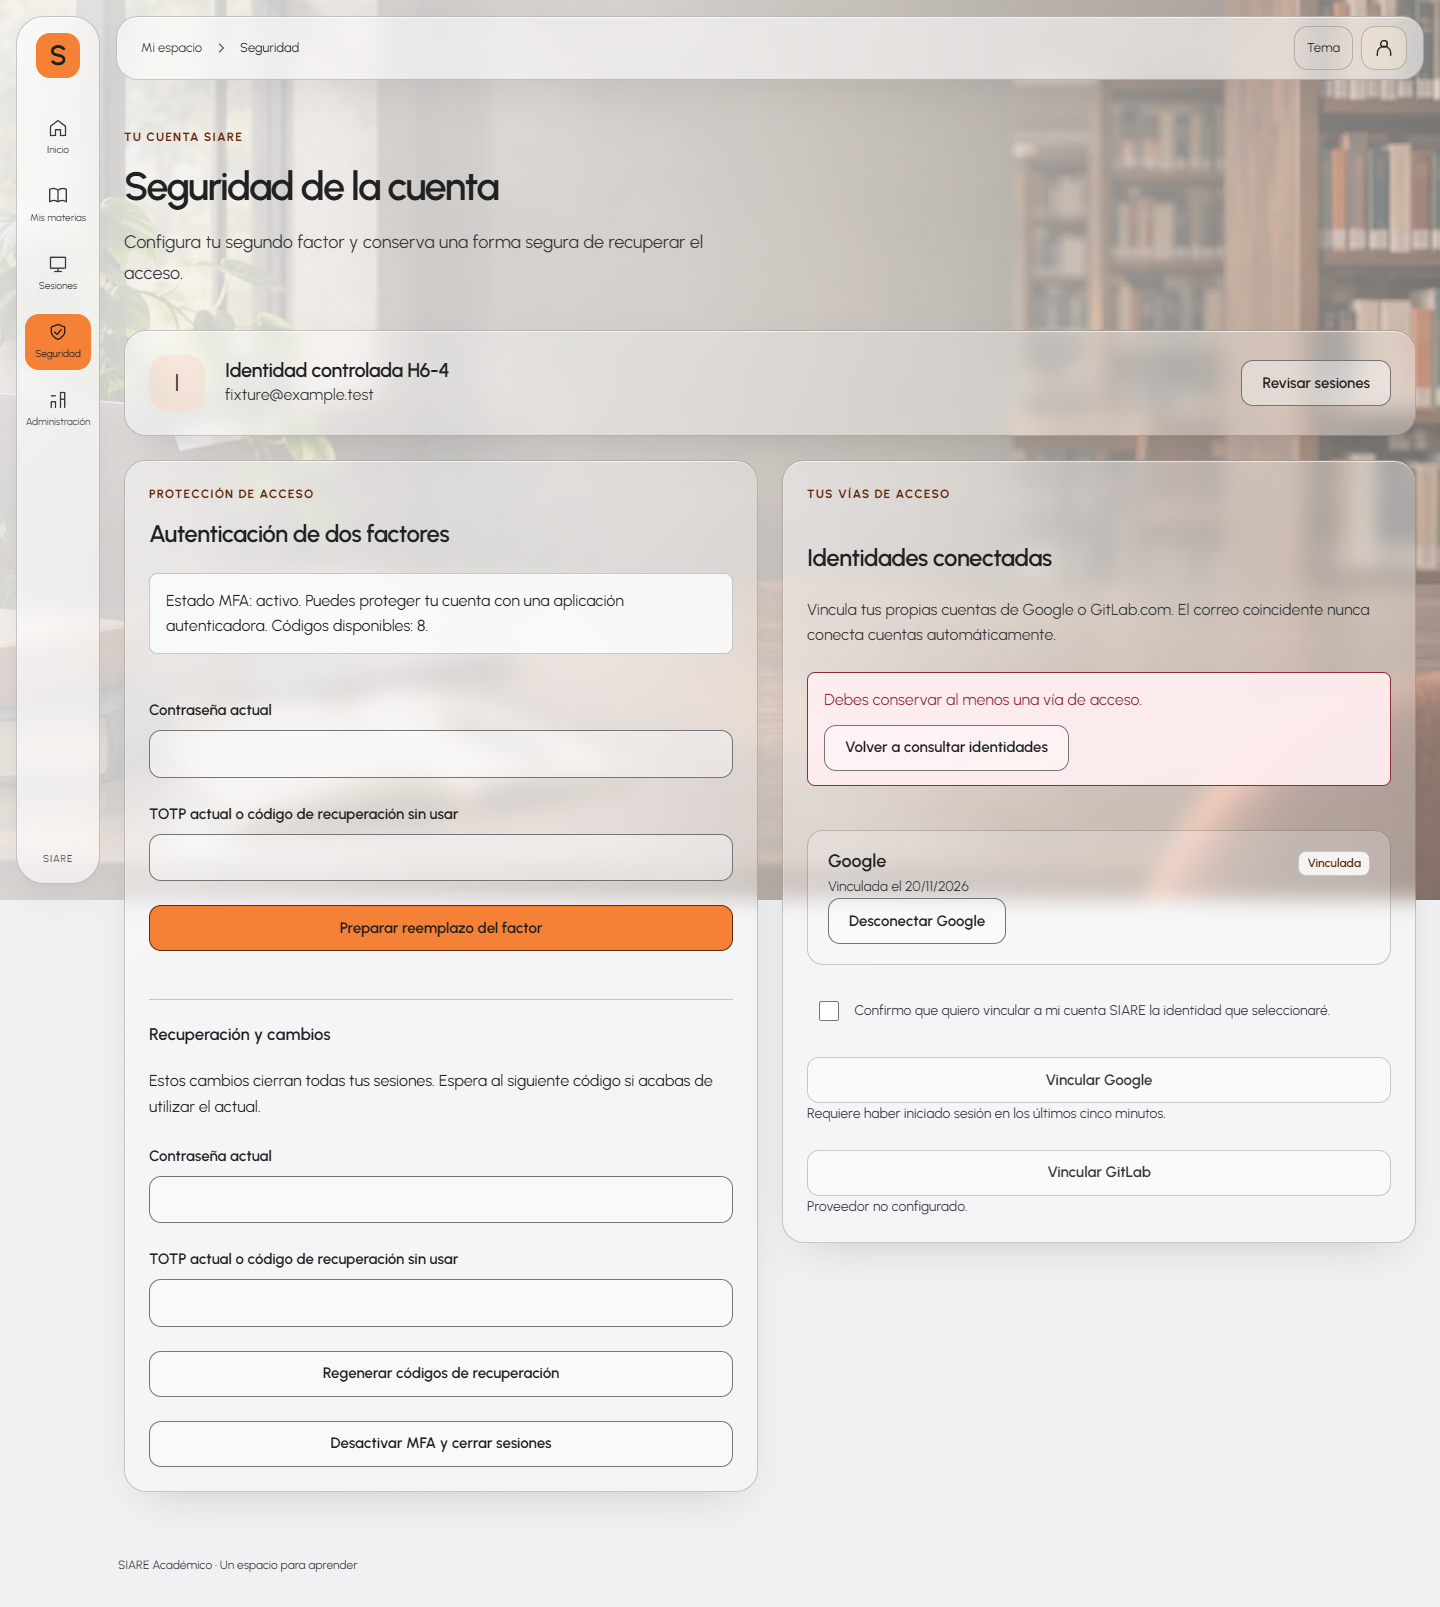 S
Inicio
Mis materias
Sesiones
Seguridad
Administración
SIARE
Mi espacio
Seguridad
Tema
TU CUENTA SIARE
Seguridad de la cuenta
Configura tu segundo factor y conserva una forma segura de recuperar el
acceso.
I
Identidad controlada H6-4
fixture@example.test
Revisar sesiones
PROTECCIÓN DE ACCESO
Autenticación de dos factores
Estado MFA: activo. Puedes proteger tu cuenta con una aplicación
autenticadora. Códigos disponibles: 8.
Contraseña actual
TOTP actual o código de recuperación sin usar
Preparar reemplazo del factor
Recuperación y cambios
Estos cambios cierran todas tus sesiones. Espera al siguiente código si acabas de
utilizar el actual.
Contraseña actual
TOTP actual o código de recuperación sin usar
Regenerar códigos de recuperación
Desactivar MFA y cerrar sesiones
TUS VÍAS DE ACCESO
Identidades conectadas
Vincula tus propias cuentas de Google o GitLab.com. El correo coincidente nunca
conecta cuentas automáticamente.
Debes conservar al menos una vía de acceso.
Volver a consultar identidades
Google
Vinculada
Vinculada el 20/11/2026
Desconectar Google
Confirmo que quiero vincular a mi cuenta SIARE la identidad que seleccionaré.
Vincular Google
Requiere haber iniciado sesión en los últimos cinco minutos.
Vincular GitLab
Proveedor no configurado.
SIARE Académico · Un espacio para aprender